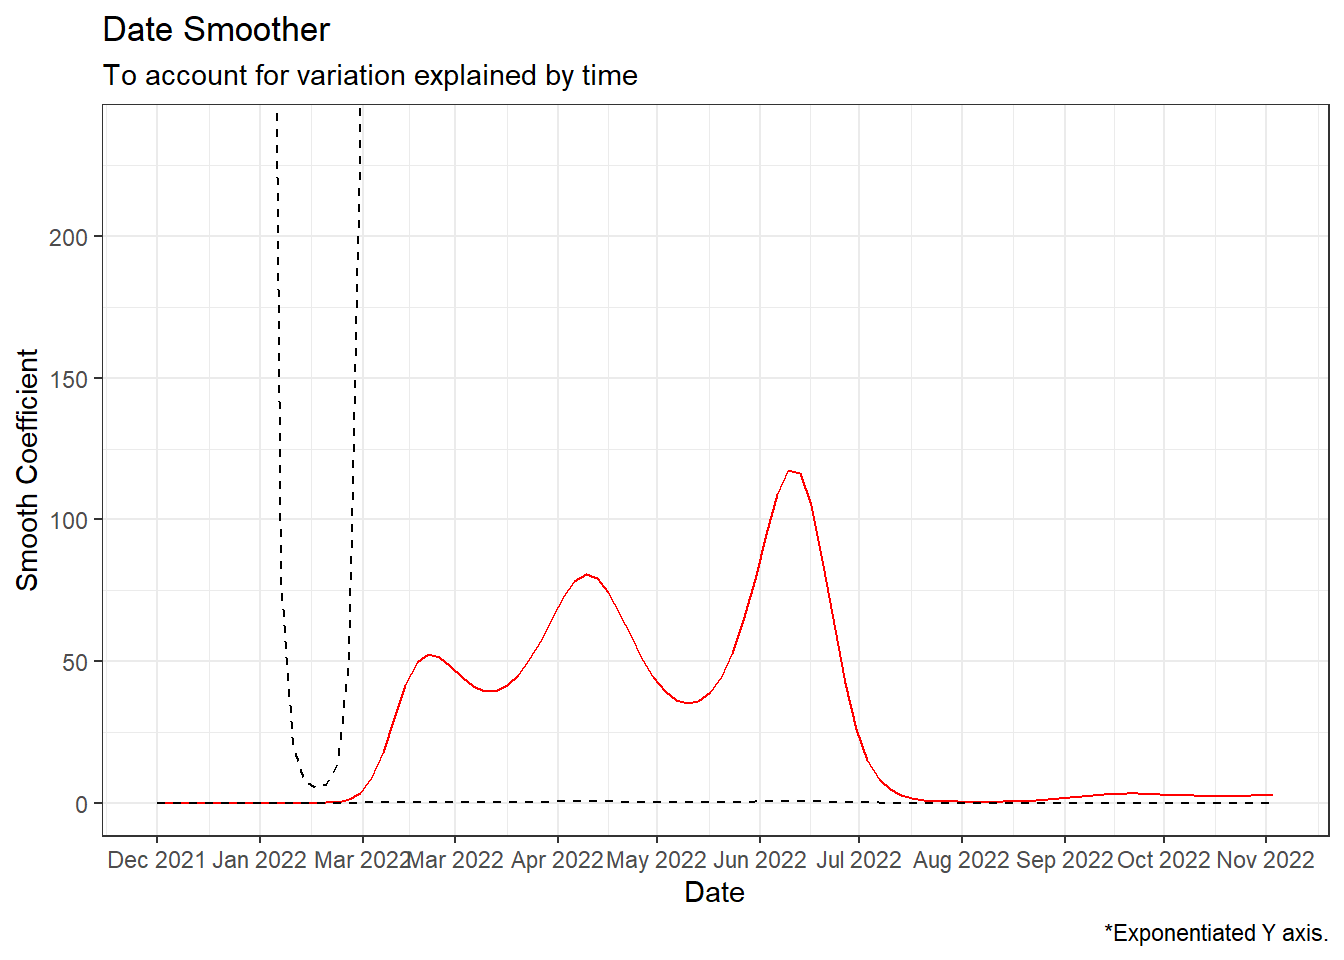 Date Smoother
To account for variation explained by time
Smooth Coefficient
200
150
100
50
0
Dec 2021 Jan 2022 Mar 2022 Mar 2022 Apr 2022 May 2022 Jun 2022 Jul 2022 Aug 2022 Sep 2022 Oct 2022 Nov 2022
Date
*Exponentiated Y axis.